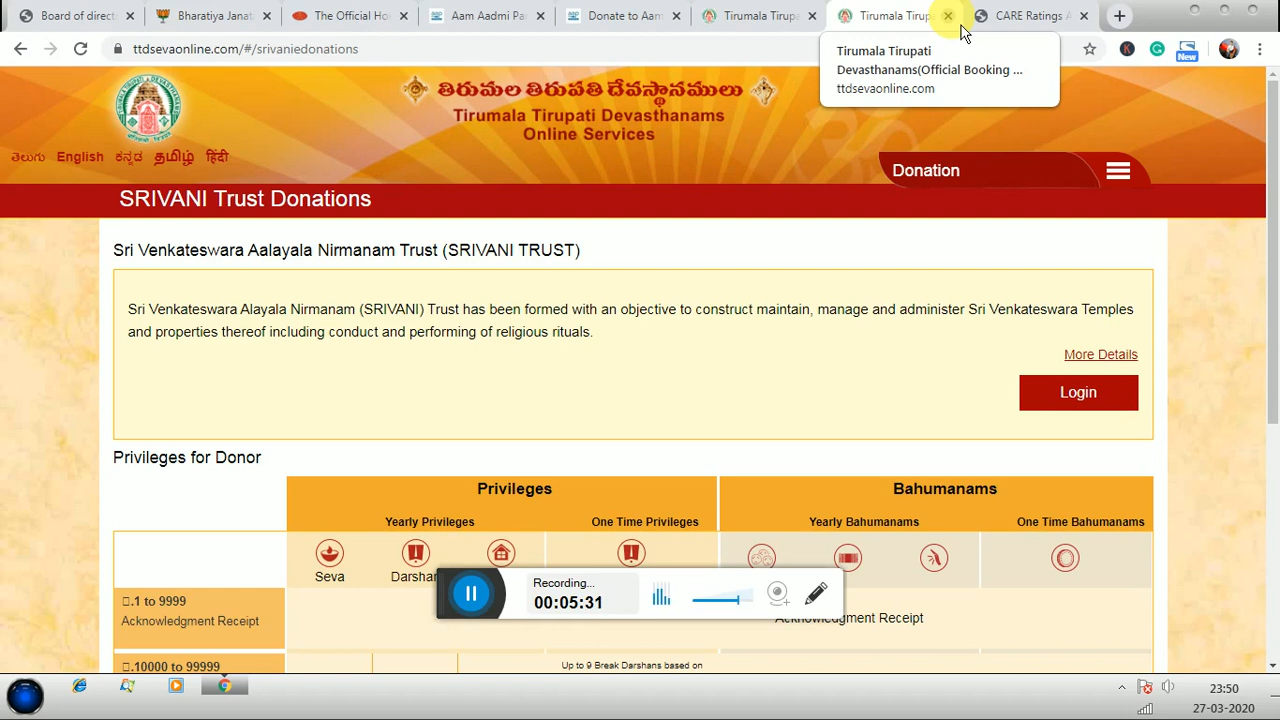 Board of direct
Bharatiya Janat
The Official Ho
Aam Aadmi Pa
Donate to Aam
Tirumala Tirupa
Tirumala Tirupa
CARE Ratings A
ttdsevaonline.com/#/srivaniedonations
New
Tirumala Tirupati
Devasthanams(Official Booking ...
ttdsevaonline.com
తిరుమల తిరుపతి దేవస్థానములు
Tirumala Tirupati Devasthanams
Online Services
తెలుగు English ಕನ್ನಡ தமிழ் हिंदी
Donation
SRIVANI Trust Donations
Sri Venkateswara Aalayala Nirmanam Trust (SRIVANI TRUST)
Sri Venkateswara Alayala Nirmanam (SRIVANI) Trust has been formed with an objective to construct maintain, manage and administer Sri Venkateswara Temples
and properties thereof including conduct and performing of religious rituals.
More Details
Login
Privileges for Donor
Privileges
Bahumanams
Yearly Privileges
One Time Privileges
Yearly Bahumanams
One Time Bahumanams
Seva
Darshan
.1 to 9999
Acknowledgment Receipt
Acknowledgment Receipt
Recording...
00:05:31
.10000 to 99999
Up to 9 Break Darshans based on
23:50
27-03-2020